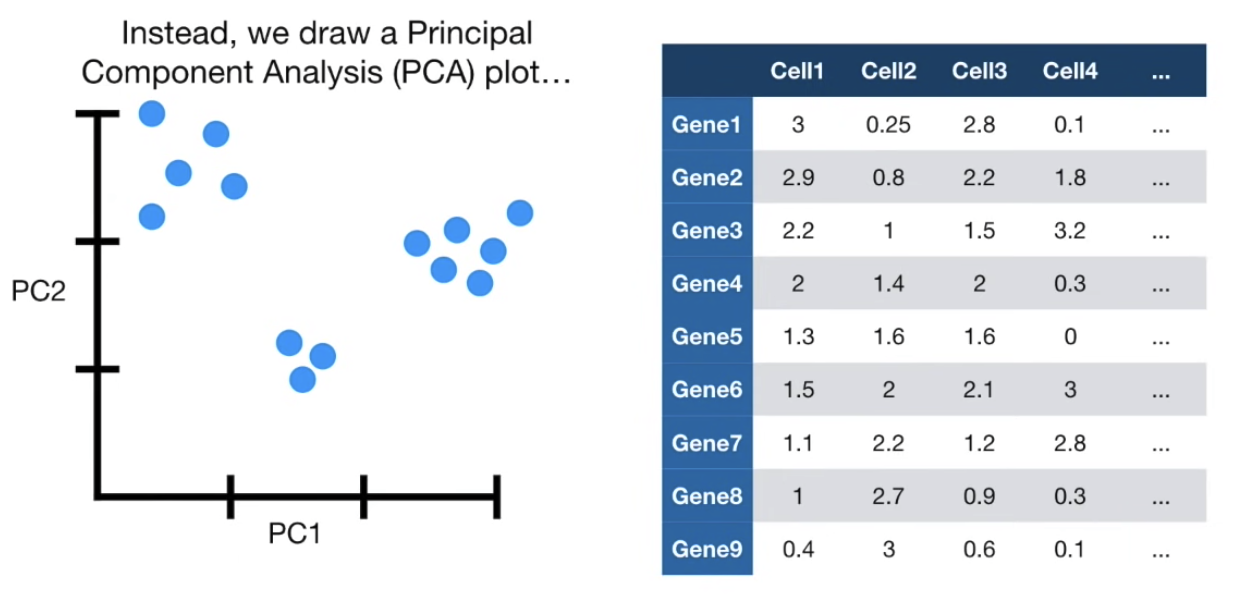 Instead, we draw a Principal
Component Analysis (PCA) plot...
PC2
PC1
Cell1 Cell2 Cell3 Cell4 ...
Gene1 3 0.25 2.8 0.1 ...
Gene2 2.9 0.8 2.2 1.8 ...
Gene3 2.2 1 1.5 3.2 ...
Gene4 2 1.4 2 0.3 ...
Gene5 1.3 1.6 1.6 0 ...
Gene6 1.5 2 2.1 3 ...
Gene7 1.1 2.2 1.2 2.8 ...
Gene8 1 2.7 0.9 0.3 ...
Gene9 0.4 3 0.6 0.1 ...